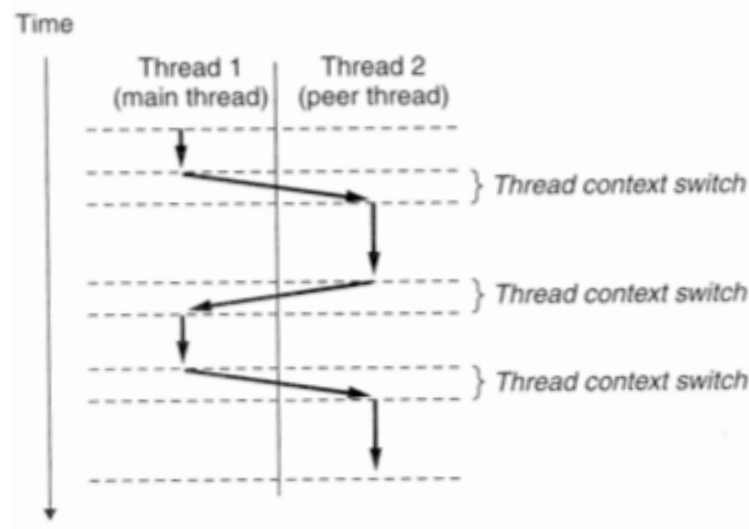 Time
Thread 1
(main thread)
Thread 2
(peer thread)
} Thread context switch
} Thread context switch
} Thread context switch